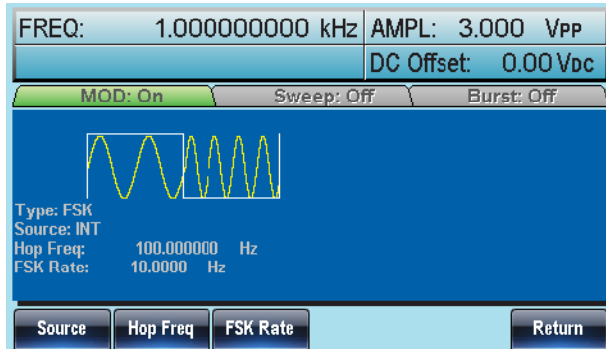 FREQ: 1.000000000 kHz AMPL: 3.000 VPP
DC Offset: 0.00 VDC
MOD: On Sweep: Off Burst: Off
Type: FSK
Source: INT
Hop Freq: 100.000000 Hz
FSK Rate: 10.0000 Hz
Source Hop Freq FSK Rate Return